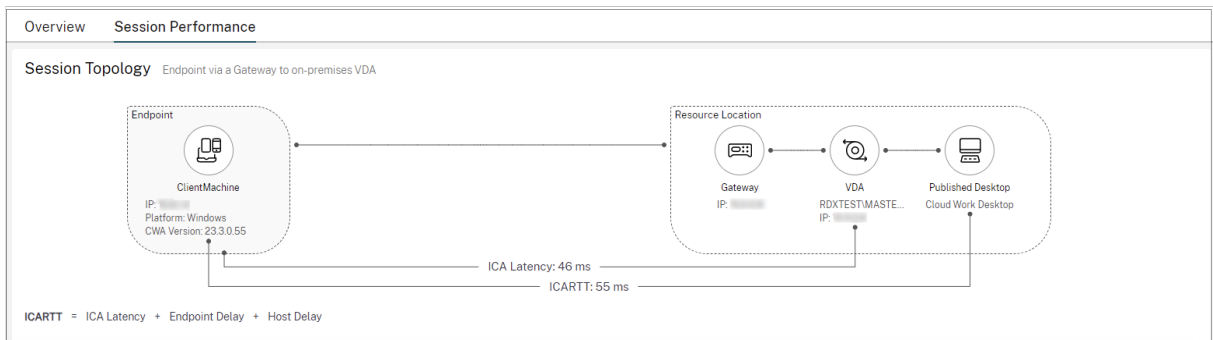 Overview Session Performance
Session Topology Endpoint via a Gateway to on-premises VDA
Endpoint
ClientMachine
IP:
Platform: Windows
CWA Version: 23.3.0.55
Resource Location
Gateway
IP:
VDA
RDXTEST\MASTE...
IP:
Published Desktop
Cloud Work Desktop
ICA Latency: 46 ms
ICARTT: 55 ms
ICARTT = ICA Latency + Endpoint Delay + Host Delay